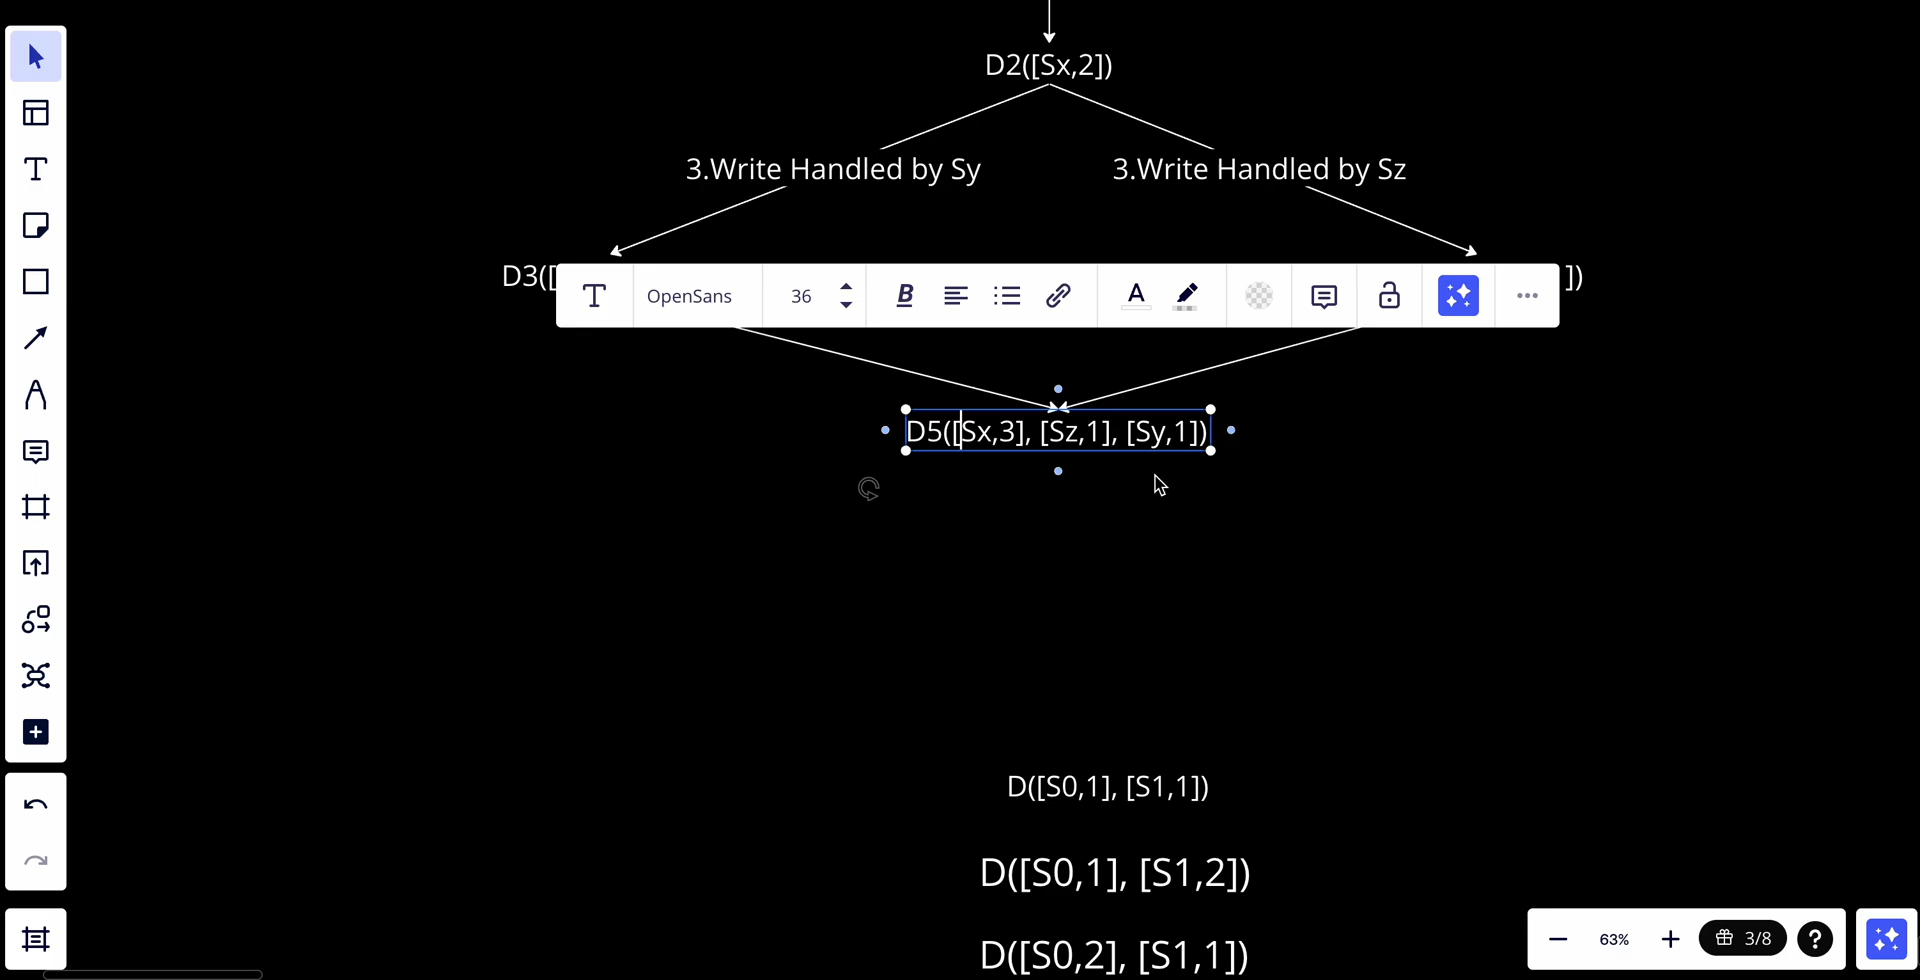 D2([Sx,2])
3.Write Handled by Sy
3.Write Handled by Sz
D3([
])
OpenSans
36
B
A
D5([Sx,3], [Sz,1], [Sy,1])
D([S0,1], [S1,1])
D([S0,1], [S1,2])
D([S0,2], [S1,1])
63%
3/8
?